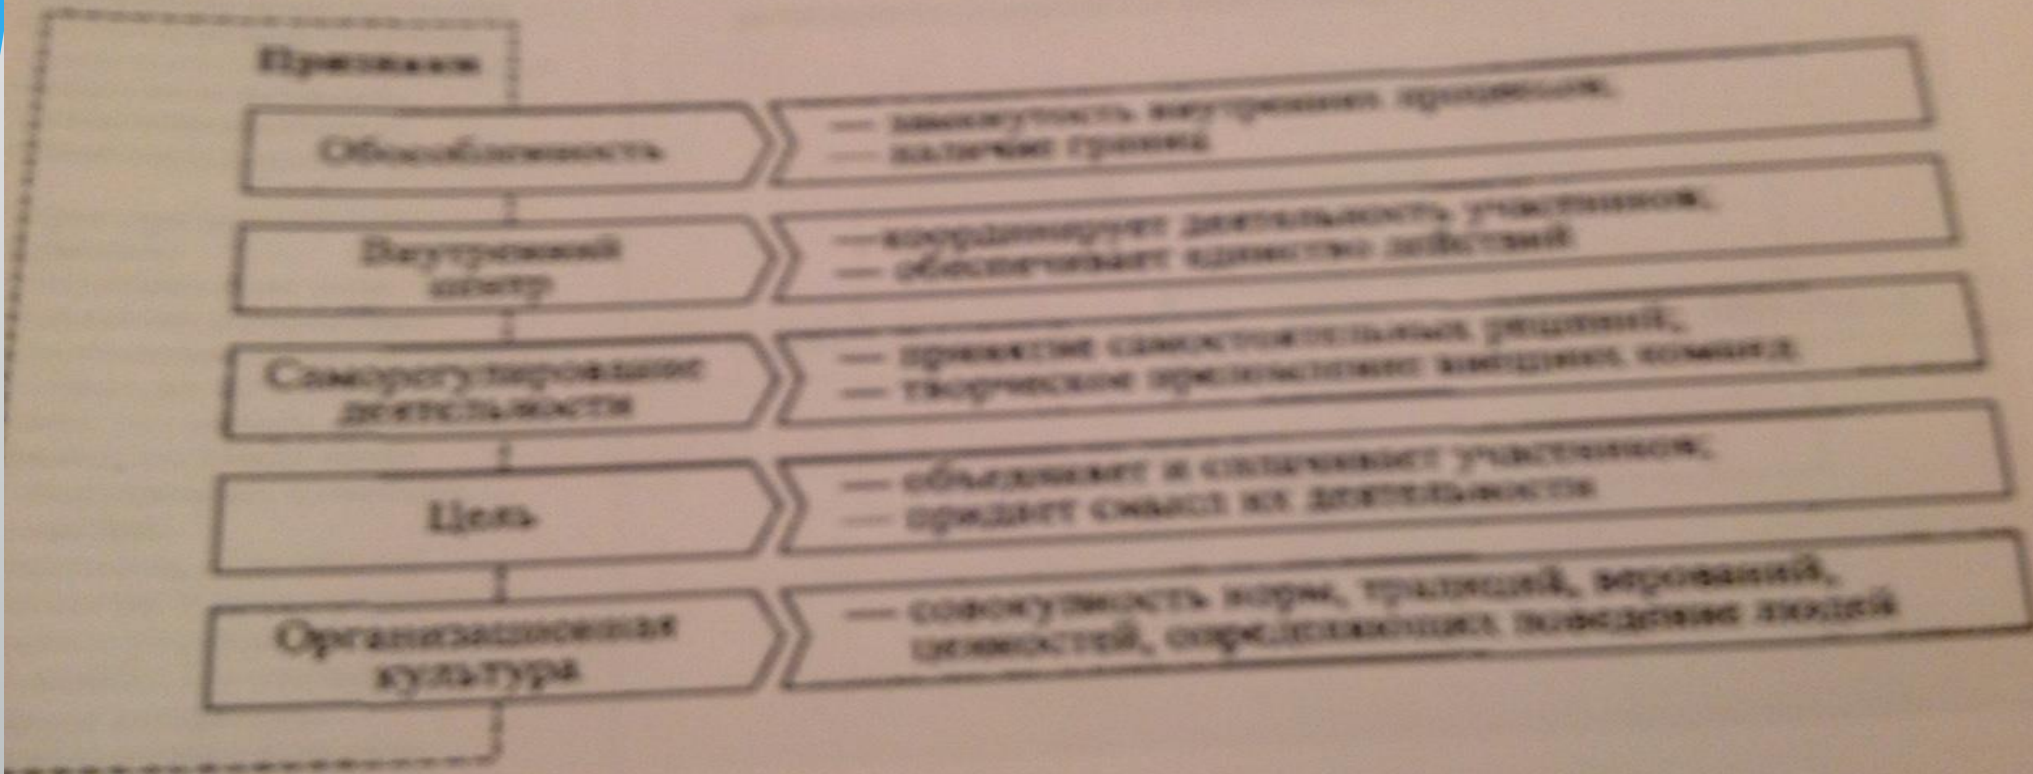 Признаки
Обособленность
— замкнутость внутренних процессов;
— наличие границ
Внутренний
центр
— координирует деятельность участников;
— обеспечивает единство действий
Саморегулирование
деятельности
— принятие самостоятельных решений;
— творческое преломление внешних команд
Цель
— объединяет и сплачивает участников;
— придает смысл их деятельности
Организационная
культура
— совокупность норм, традиций, верований,
ценностей, определяющих поведение людей